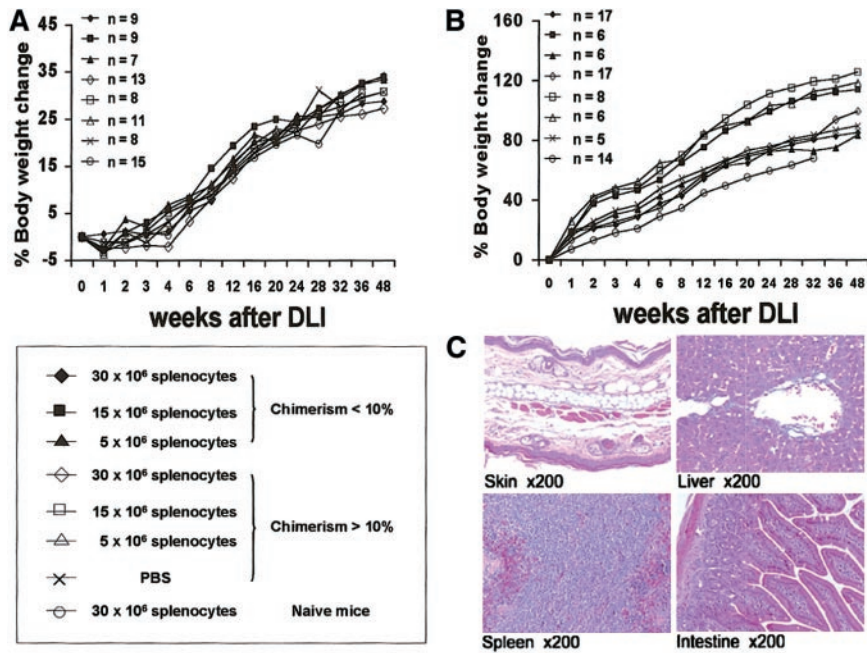 A
% Body weight change
45
35
25
15
5
-5
n = 9
n = 9
n = 7
n = 13
n = 8
n = 11
n = 8
n = 15
0 1 2 3 4 6 8 12 16 20 24 28 32 36 48
weeks after DLI
B
% Body weight change
160
120
80
40
0
n = 17
n = 6
n = 6
n = 17
n = 8
n = 6
n = 5
n = 14
0 1 2 3 4 6 8 12 16 20 24 28 32 36 48
weeks after DLI
30 x 10⁶ splenocytes
15 x 10⁶ splenocytes
5 x 10⁶ splenocytes
Chimerism < 10%
30 x 10⁶ splenocytes
15 x 10⁶ splenocytes
5 x 10⁶ splenocytes
PBS
Chimerism > 10%
30 x 10⁶ splenocytes Naive mice
C
Skin x200
Liver x200
Spleen x200
Intestine x200